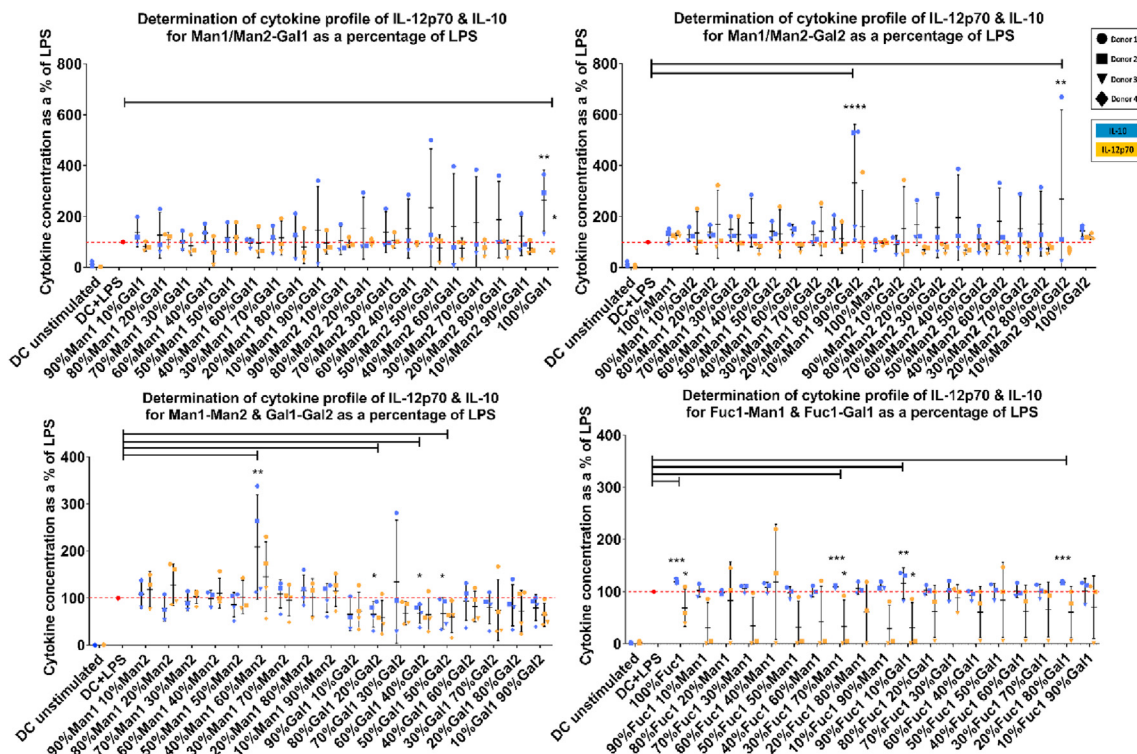 Determination of cytokine profile of IL-12p70 & IL-10
for Man1/Man2-Gal1 as a percentage of LPS
Cytokine concentration as a % of LPS
800
600
400
200
0
**
*
DC unstimulated
DC+LPS
90%Man1 10%Gal1
80%Man1 20%Gal1
70%Man1 30%Gal1
60%Man1 40%Gal1
50%Man1 50%Gal1
40%Man1 60%Gal1
30%Man1 70%Gal1
20%Man1 80%Gal1
10%Man1 90%Gal1
90%Man2 10%Gal1
80%Man2 20%Gal1
70%Man2 30%Gal1
60%Man2 40%Gal1
50%Man2 50%Gal1
40%Man2 60%Gal1
30%Man2 70%Gal1
20%Man2 80%Gal1
10%Man2 90%Gal1
100%Gal1
Determination of cytokine profile of IL-12p70 & IL-10
for Man1/Man2-Gal2 as a percentage of LPS
Cytokine concentration as a % of LPS
800
600
400
200
0
****
**
DC unstimulated
DC+LPS
100%Man1
90%Man1 10%Gal2
80%Man1 20%Gal2
70%Man1 30%Gal2
60%Man1 40%Gal2
50%Man1 50%Gal2
40%Man1 60%Gal2
30%Man1 70%Gal2
20%Man1 80%Gal2
10%Man1 90%Gal2
100%Man2
90%Man2 10%Gal2
80%Man2 20%Gal2
70%Man2 30%Gal2
60%Man2 40%Gal2
50%Man2 50%Gal2
40%Man2 60%Gal2
30%Man2 70%Gal2
20%Man2 80%Gal2
10%Man2 90%Gal2
100%Gal2
Donor 1
Donor 2
Donor 3
Donor 4
IL-10
IL-12p70
Determination of cytokine profile of IL-12p70 & IL-10
for Man1-Man2 & Gal1-Gal2 as a percentage of LPS
Cytokine concentration as a % of LPS
400
300
200
100
0
**
*
*
*
DC unstimulated
DC+LPS
90%Man1 10%Man2
80%Man1 20%Man2
70%Man1 30%Man2
60%Man1 40%Man2
50%Man1 50%Man2
40%Man1 60%Man2
30%Man1 70%Man2
20%Man1 80%Man2
10%Man1 90%Man2
90%Gal1 10%Gal2
80%Gal1 20%Gal2
70%Gal1 30%Gal2
60%Gal1 40%Gal2
50%Gal1 50%Gal2
40%Gal1 60%Gal2
30%Gal1 70%Gal2
20%Gal1 80%Gal2
10%Gal1 90%Gal2
Determination of cytokine profile of IL-12p70 & IL-10
for Fuc1-Man1 & Fuc1-Gal1 as a percentage of LPS
Cytokine concentration as a % of LPS
400
300
200
100
0
***
*
***
*
**
*
***
DC unstimulated
DC+LPS
100%Fuc1
90%Fuc1 10%Man1
80%Fuc1 20%Man1
70%Fuc1 30%Man1
60%Fuc1 40%Man1
50%Fuc1 50%Man1
40%Fuc1 60%Man1
30%Fuc1 70%Man1
20%Fuc1 80%Man1
10%Fuc1 90%Man1
90%Fuc1 10%Gal1
80%Fuc1 20%Gal1
70%Fuc1 30%Gal1
60%Fuc1 40%Gal1
50%Fuc1 50%Gal1
40%Fuc1 60%Gal1
30%Fuc1 70%Gal1
20%Fuc1 80%Gal1
10%Fuc1 90%Gal1